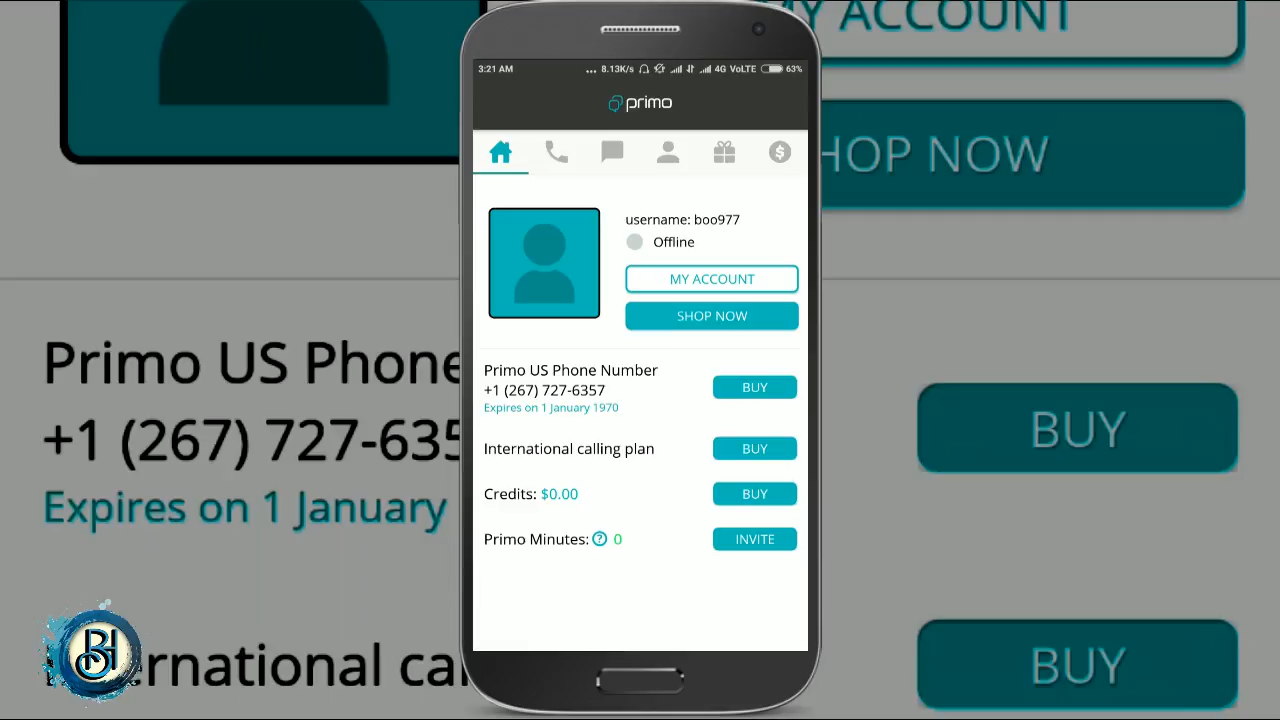 MY ACCOUNT
HOP NOW
Primo US Phone
+1 (267) 727-635
Expires on 1 January
BUY
ernational cal
BUY
3:21 AM ... 8.13K/s 4G VoLTE 63%
primo
username: boo977
Offline
MY ACCOUNT
SHOP NOW
Primo US Phone Number
+1 (267) 727-6357
Expires on 1 January 1970
BUY
International calling plan
BUY
Credits: $0.00
BUY
Primo Minutes: ? 0
INVITE